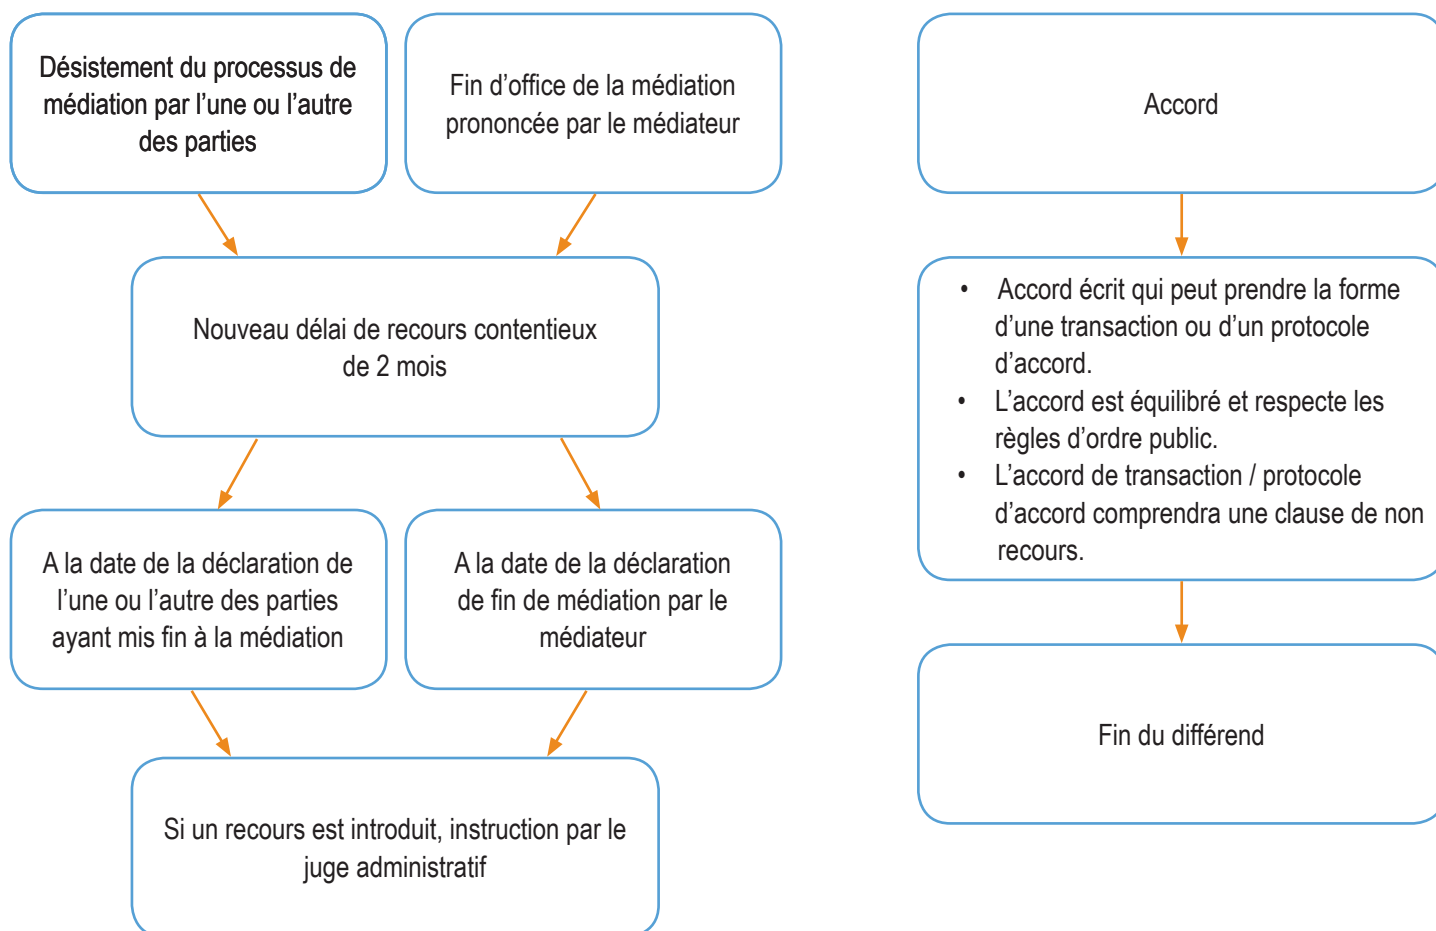 Désistement du processus de
médiation par l’une ou l’autre
des parties
Fin d’office de la médiation
prononcée par le médiateur
Accord
Nouveau délai de recours contentieux
de 2 mois
• Accord écrit qui peut prendre la forme
d’une transaction ou d’un protocole
d’accord.
• L’accord est équilibré et respecte les
règles d’ordre public.
• L’accord de transaction / protocole
d’accord comprendra une clause de non
recours.
A la date de la déclaration de
l’une ou l’autre des parties
ayant mis fin à la médiation
A la date de la déclaration
de fin de médiation par le
médiateur
Fin du différend
Si un recours est introduit, instruction par le
juge administratif